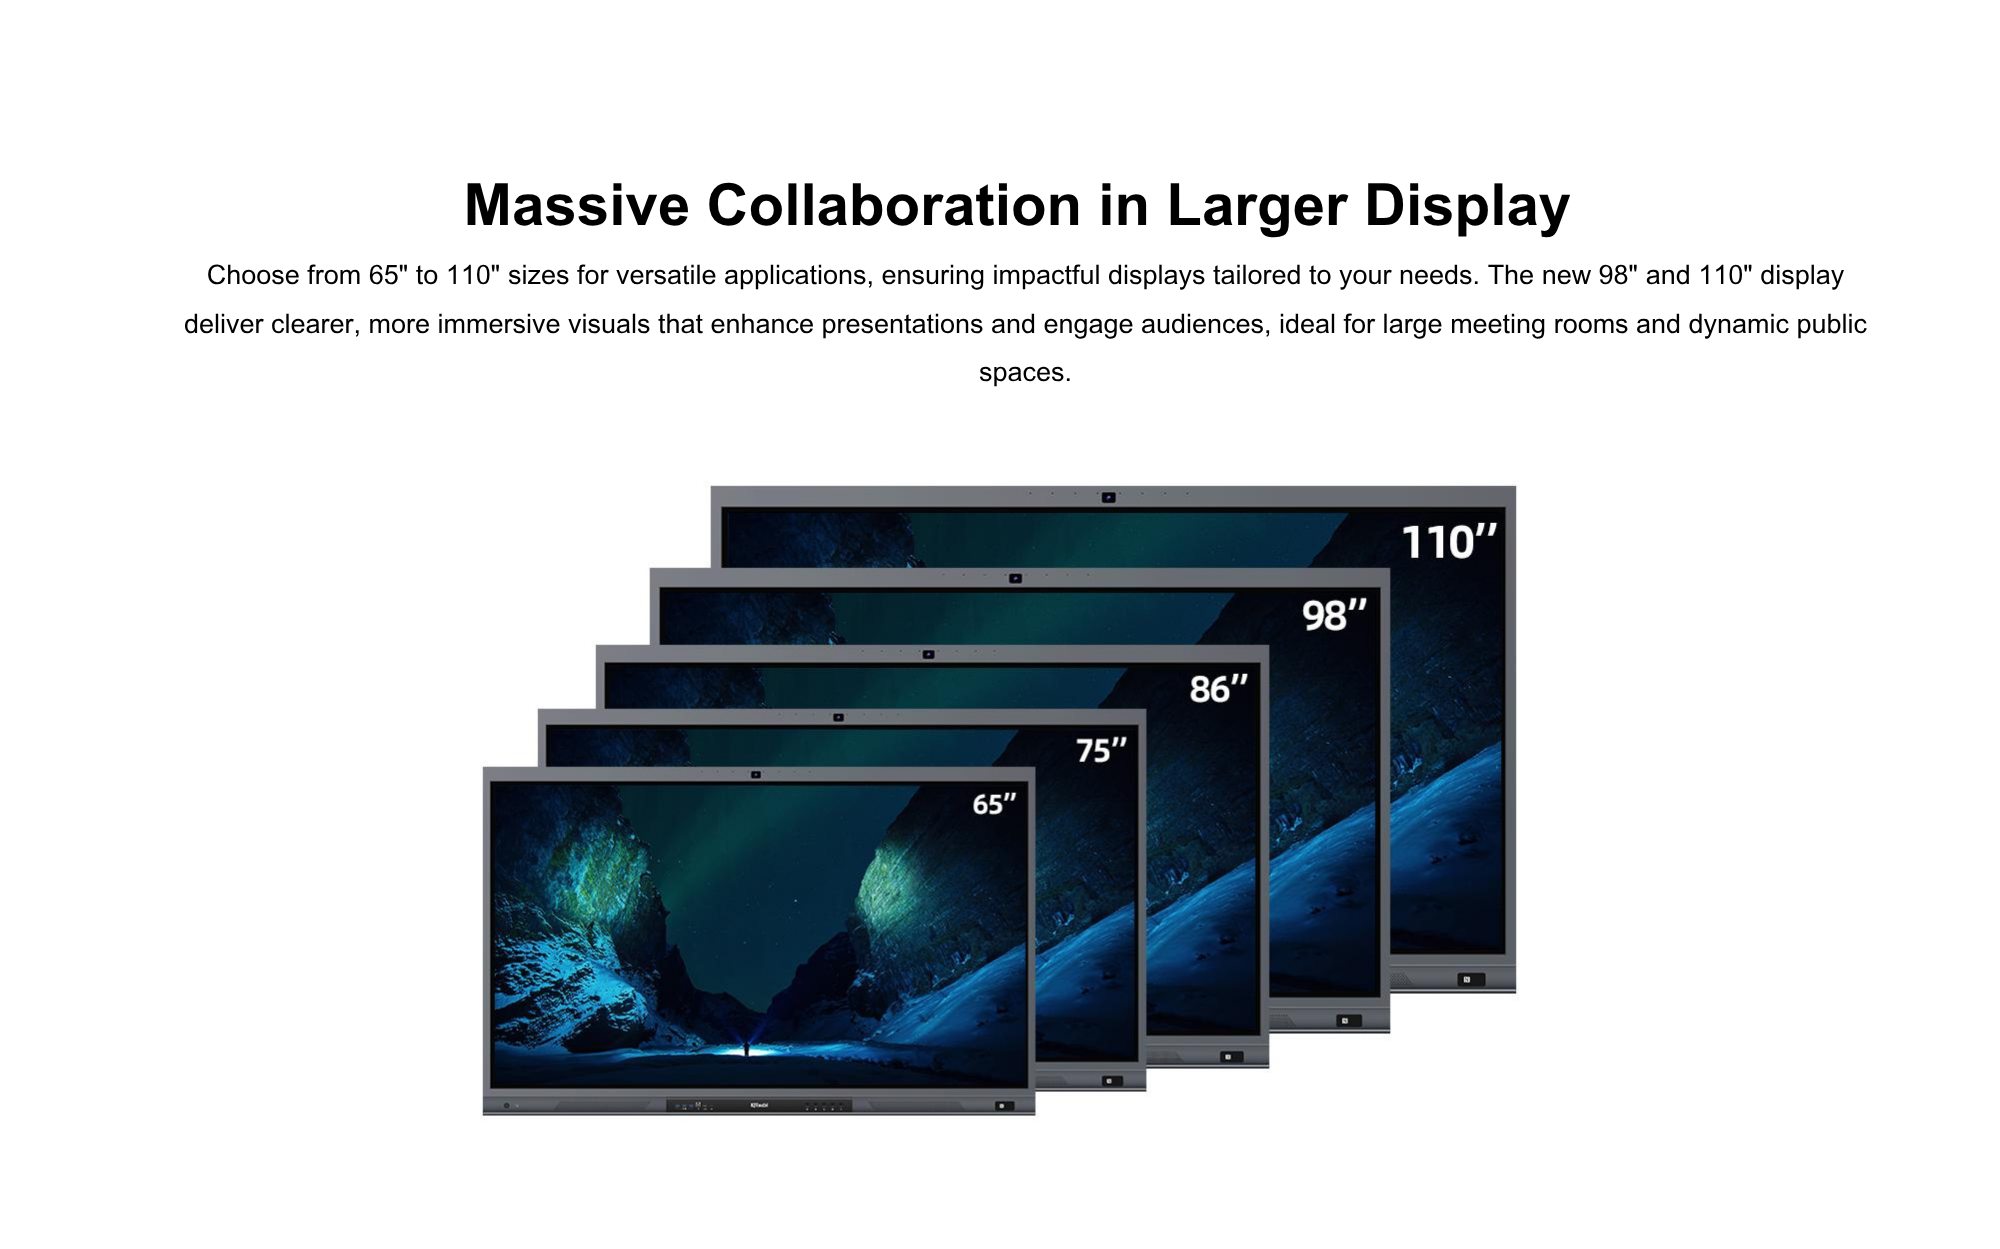 Massive Collaboration in Larger Display
Choose from 65" to 110" sizes for versatile applications, ensuring impactful displays tailored to your needs. The new 98" and 110" display
deliver clearer, more immersive visuals that enhance presentations and engage audiences, ideal for large meeting rooms and dynamic public
spaces.
110″
98″
86″
75″
65″